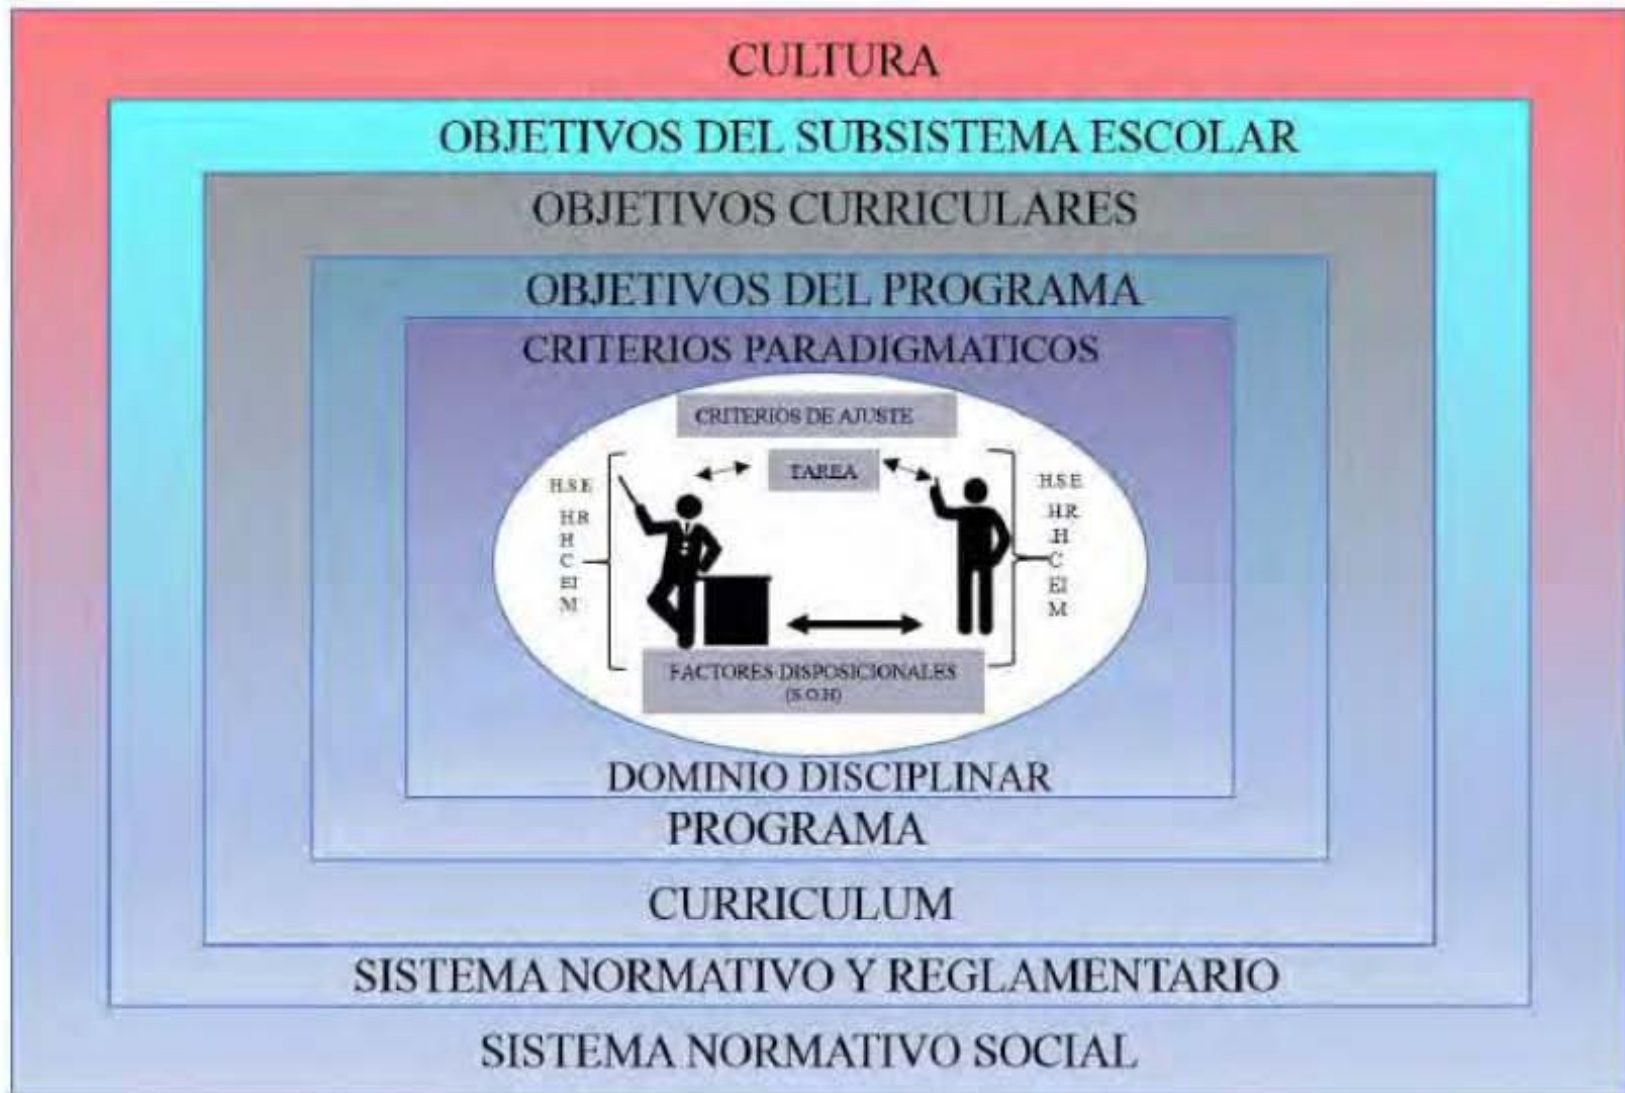 CULTURA
OBJETIVOS DEL SUBSISTEMA ESCOLAR
OBJETIVOS CURRICULARES
OBJETIVOS DEL PROGRAMA
CRITERIOS PARADIGMATICOS
CRITERIOS DE AJUSTE
TAREA
H.S.E
H.R
H
C
EI
M
H.S.E.
.H.R.
.H
C
EI
M
FACTORES DISPOSICIONALES
(S.O.H)
DOMINIO DISCIPLINAR
PROGRAMA
CURRICULUM
SISTEMA NORMATIVO Y REGLAMENTARIO
SISTEMA NORMATIVO SOCIAL